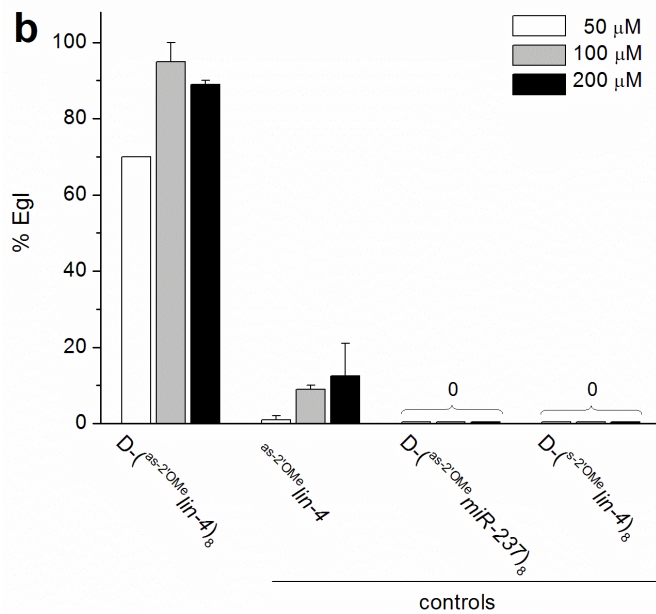 b
50 μM
100 μM
200 μM
% Egl
100
80
60
40
20
0
0
0
D-(as-2'OMe lin-4)8
as-2'OMe lin-4
D-(as-2'OMe miR-237)8
D-(s-2'OMe lin-4)8
controls